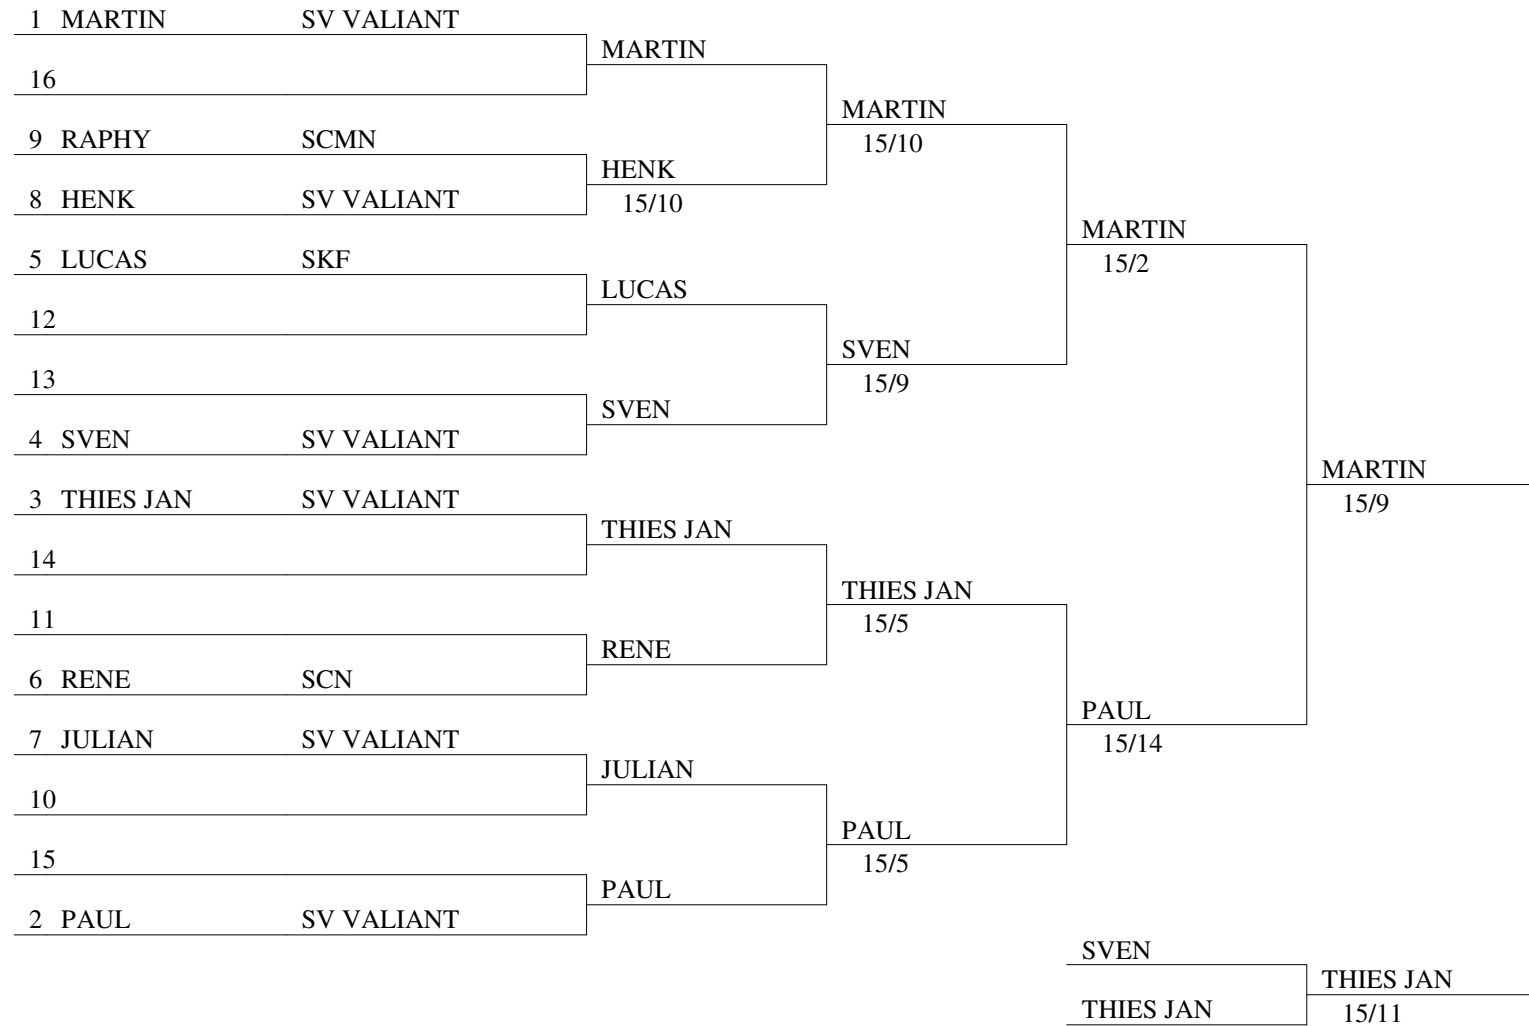 1 MARTIN SV VALIANT
MARTIN
16
MARTIN
15/10
9 RAPHY SCMN
HENK
15/10
8 HENK SV VALIANT
MARTIN
15/2
5 LUCAS SKF
LUCAS
12
SVEN
15/9
13
SVEN
4 SVEN SV VALIANT
MARTIN
15/9
3 THIES JAN SV VALIANT
THIES JAN
14
THIES JAN
15/5
11
RENE
6 RENE SCN
PAUL
15/14
7 JULIAN SV VALIANT
JULIAN
10
PAUL
15/5
15
PAUL
2 PAUL SV VALIANT
SVEN
THIES JAN
15/11
THIES JAN